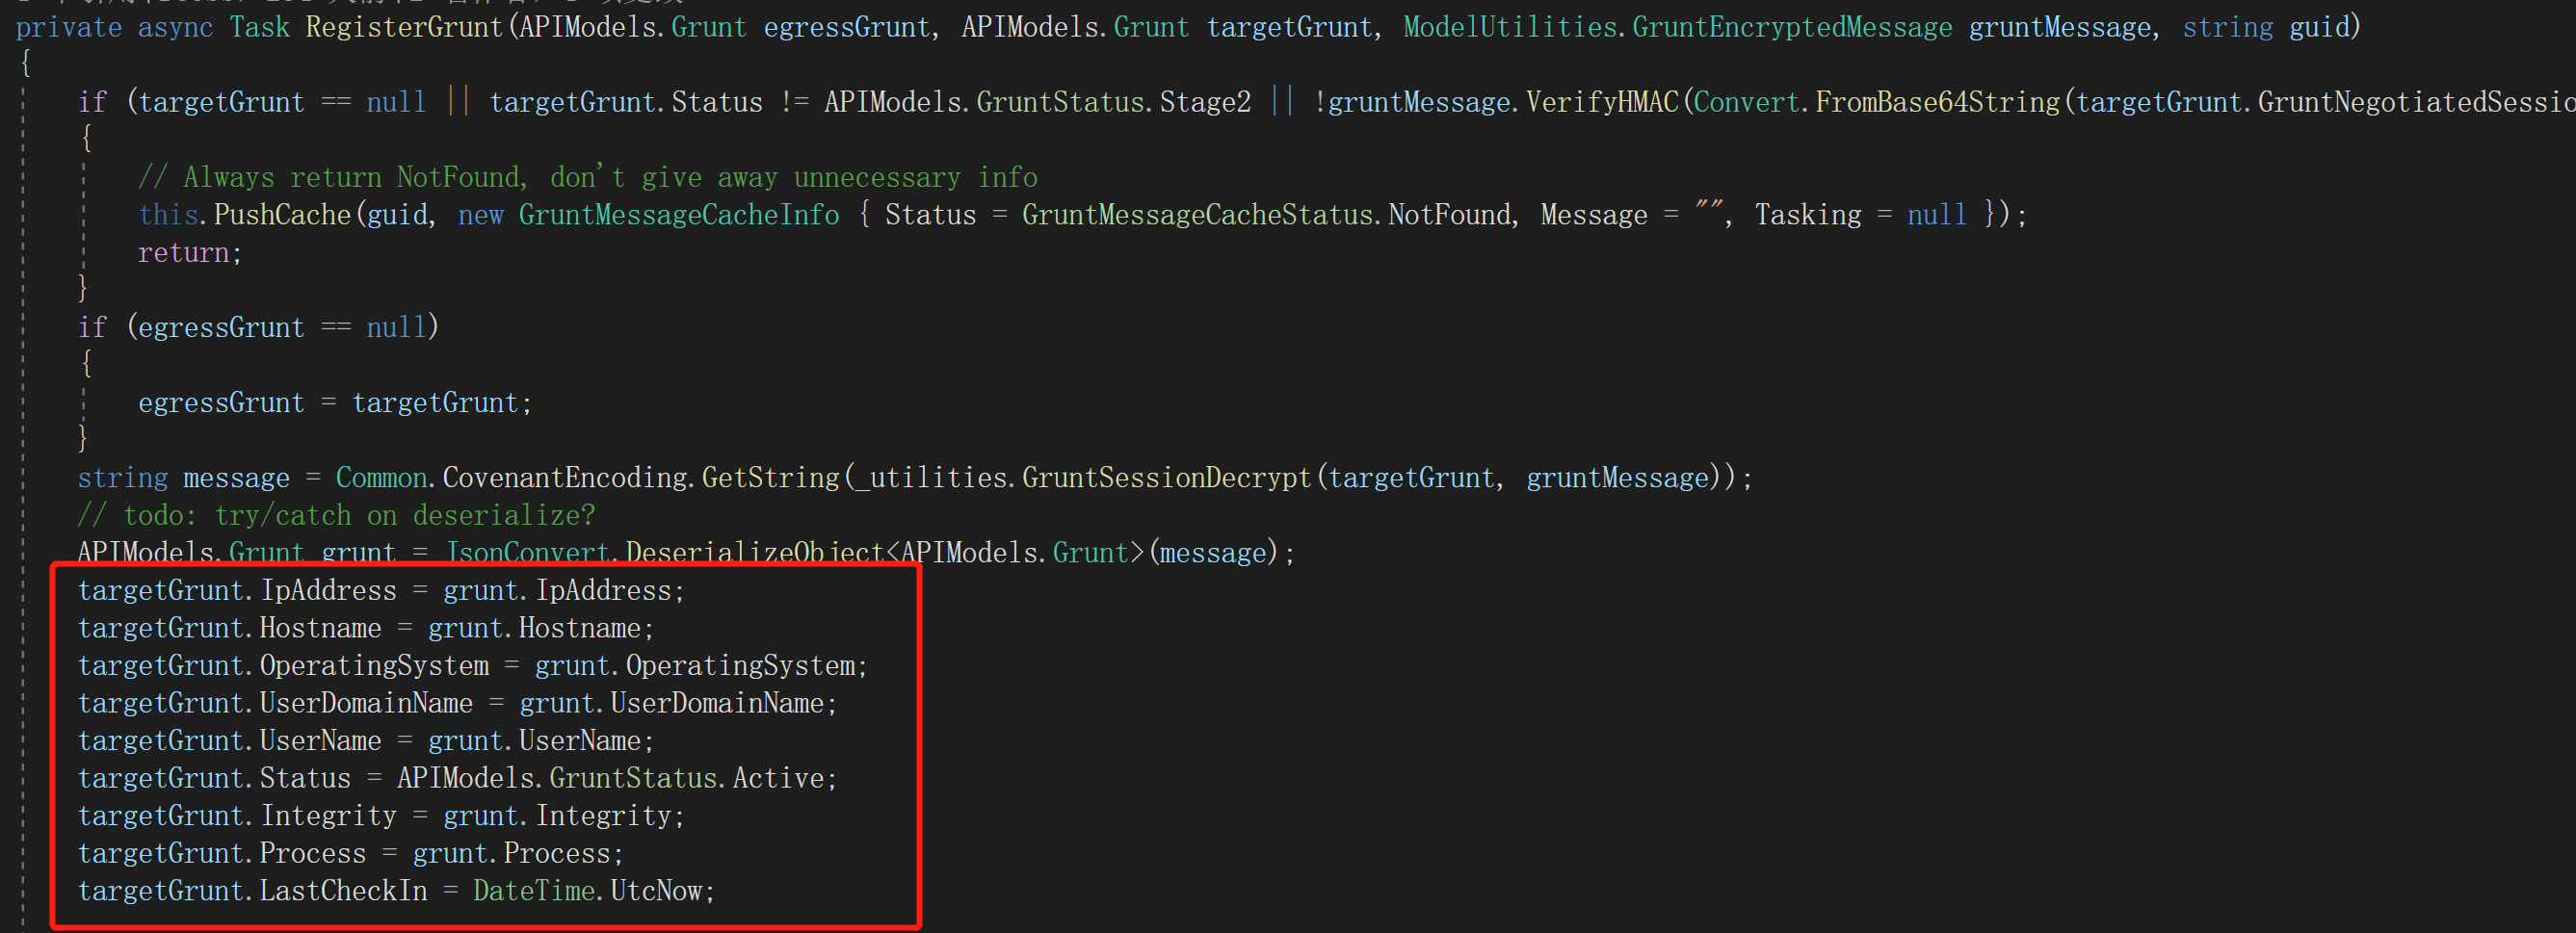 private async Task RegisterGrunt(APIModels.Grunt egressGrunt, APIModels.Grunt targetGrunt, ModelUtilities.GruntEncryptedMessage gruntMessage, string guid)
{
if (targetGrunt == null || targetGrunt.Status != APIModels.GruntStatus.Stage2 || !gruntMessage.VerifyHMAC(Convert.FromBase64String(targetGrunt.GruntNegotiatedSessio
{
// Always return NotFound, don't give away unnecessary info
this.PushCache(guid, new GruntMessageCacheInfo { Status = GruntMessageCacheStatus.NotFound, Message = "", Tasking = null });
return;
}
if (egressGrunt == null)
{
egressGrunt = targetGrunt;
}
string message = Common.CovenantEncoding.GetString(_utilities.GruntSessionDecrypt(targetGrunt, gruntMessage));
// todo: try/catch on deserialize?
APIModels.Grunt grunt = JsonConvert.DeserializeObject<APIModels.Grunt>(message);
targetGrunt.IpAddress = grunt.IpAddress;
targetGrunt.Hostname = grunt.Hostname;
targetGrunt.OperatingSystem = grunt.OperatingSystem;
targetGrunt.UserDomainName = grunt.UserDomainName;
targetGrunt.UserName = grunt.UserName;
targetGrunt.Status = APIModels.GruntStatus.Active;
targetGrunt.Integrity = grunt.Integrity;
targetGrunt.Process = grunt.Process;
targetGrunt.LastCheckIn = DateTime.UtcNow;